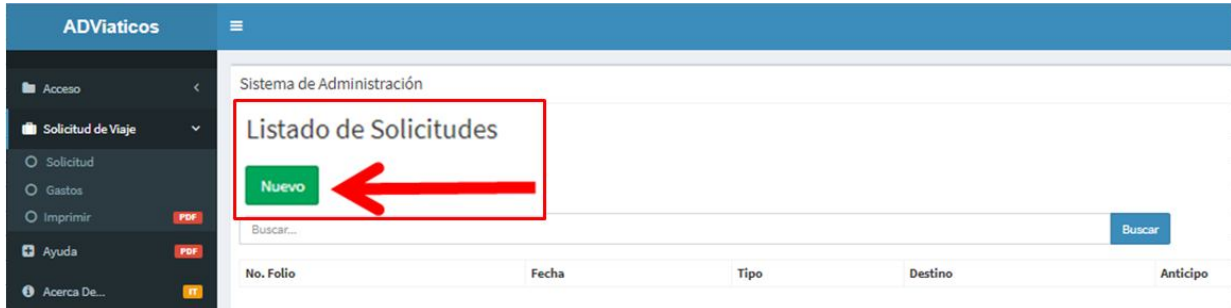 ADViaticos
Acceso
Solicitud de Viaje
Solicitud
Gastos
Imprimir PDF
Ayuda PDF
Acerca De... IT
Sistema de Administración
Listado de Solicitudes
Nuevo
Buscar... Buscar
No. Folio Fecha Tipo Destino Anticipo